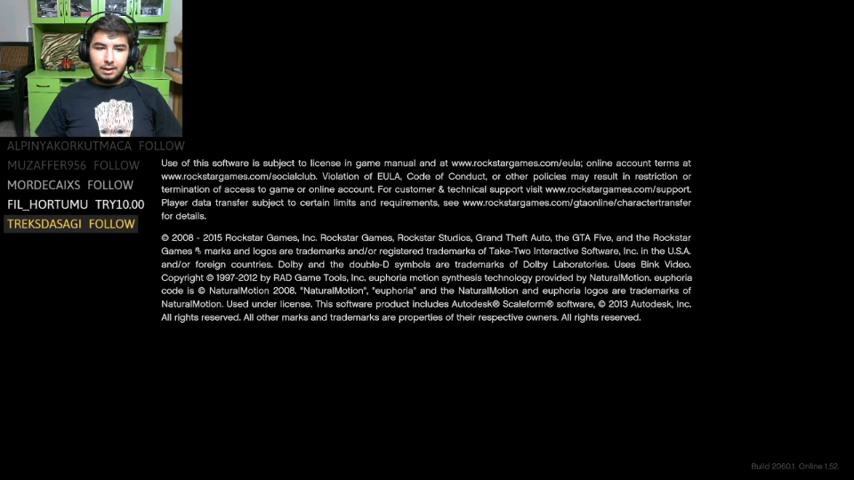 ALPINYAKORKUTMACA FOLLOW
MUZAFFER956 FOLLOW
MORDECAIXS FOLLOW
FIL_HORTUMU TRY10.00
TREKSDASAGI FOLLOW
Use of this software is subject to license in game manual and at www.rockstargames.com/eula; online account terms at
www.rockstargames.com/socialclub. Violation of EULA, Code of Conduct, or other policies may result in restriction or
termination of access to game or online account. For customer & technical support visit www.rockstargames.com/support.
Player data transfer subject to certain limits and requirements, see www.rockstargames.com/gtaonline/charactertransfer
for details.
© 2008 - 2015 Rockstar Games, Inc. Rockstar Games, Rockstar Studios, Grand Theft Auto, the GTA Five, and the Rockstar
Games marks and logos are trademarks and/or registered trademarks of Take-Two Interactive Software, Inc. in the U.S.A.
and/or foreign countries. Dolby and the double-D symbols are trademarks of Dolby Laboratories. Uses Bink Video.
Copyright © 1997-2012 by RAD Game Tools, Inc. euphoria motion synthesis technology provided by NaturalMotion. euphoria
code is © NaturalMotion 2008. "NaturalMotion", "euphoria" and the NaturalMotion and euphoria logos are trademarks of
NaturalMotion. Used under license. This software product includes Autodesk® Scaleform® software, © 2013 Autodesk, Inc.
All rights reserved. All other marks and trademarks are properties of their respective owners. All rights reserved.
Build 2060.1 Online 1.52